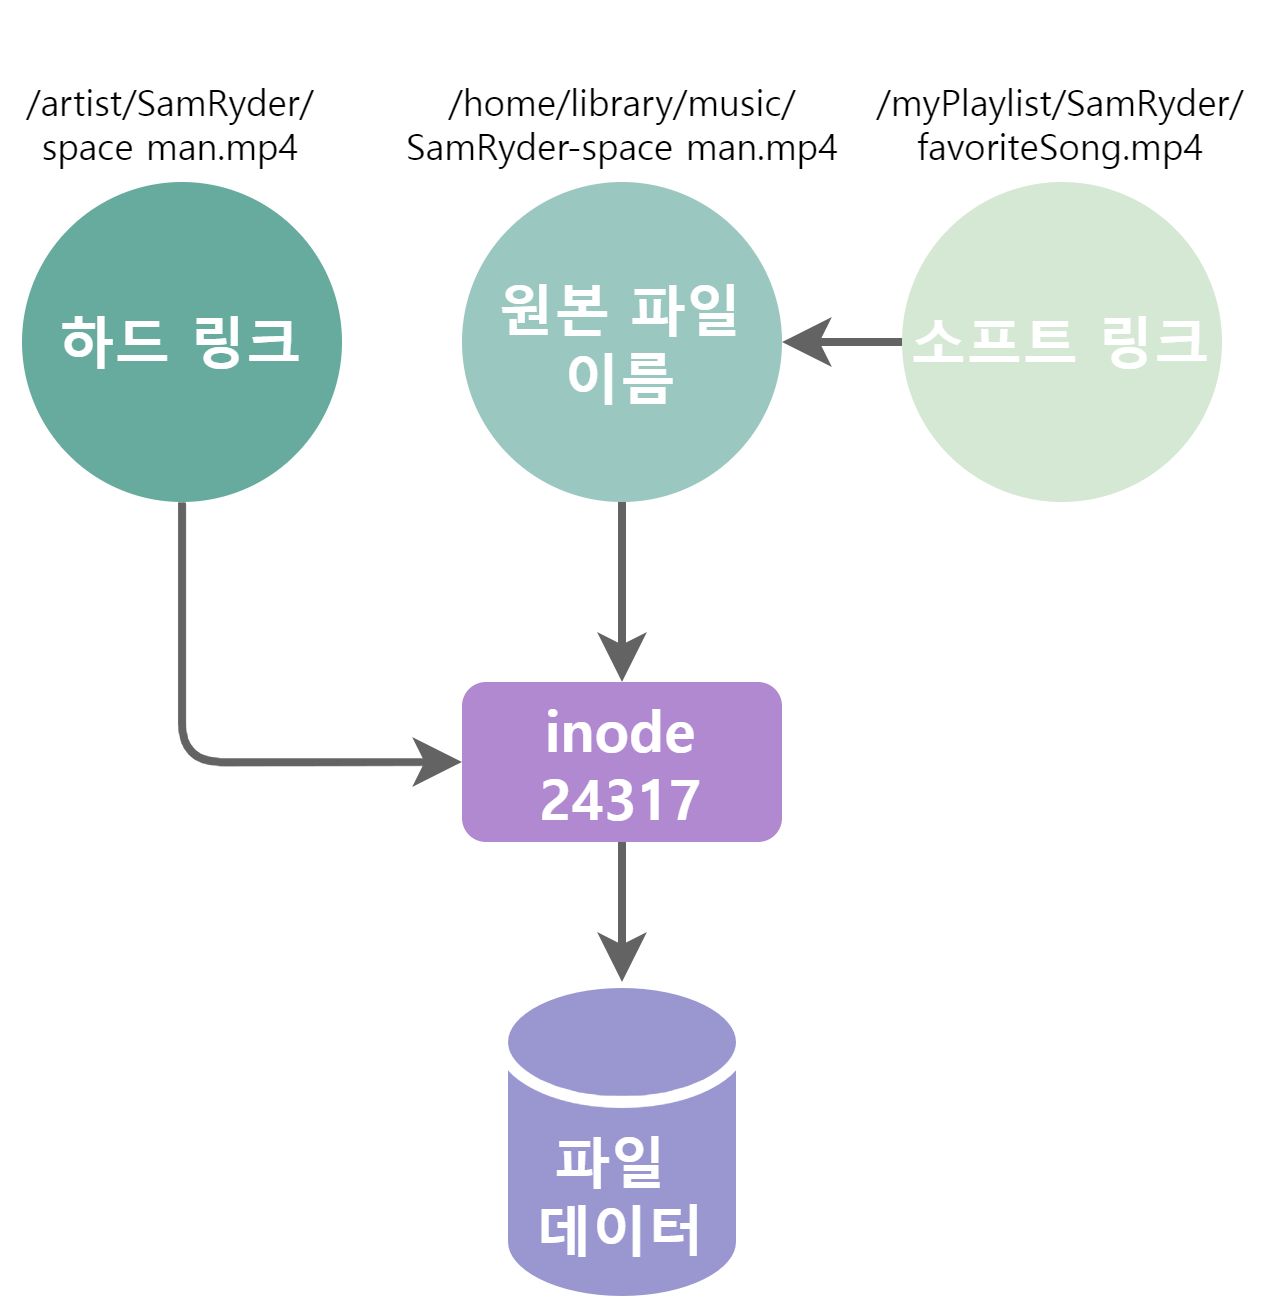 /artist/SamRyder/
space man.mp4
/home/library/music/
SamRyder-space man.mp4
/myPlaylist/SamRyder/
favoriteSong.mp4
하드 링크
원본 파일
이름
소프트 링크
inode
24317
파일
데이터